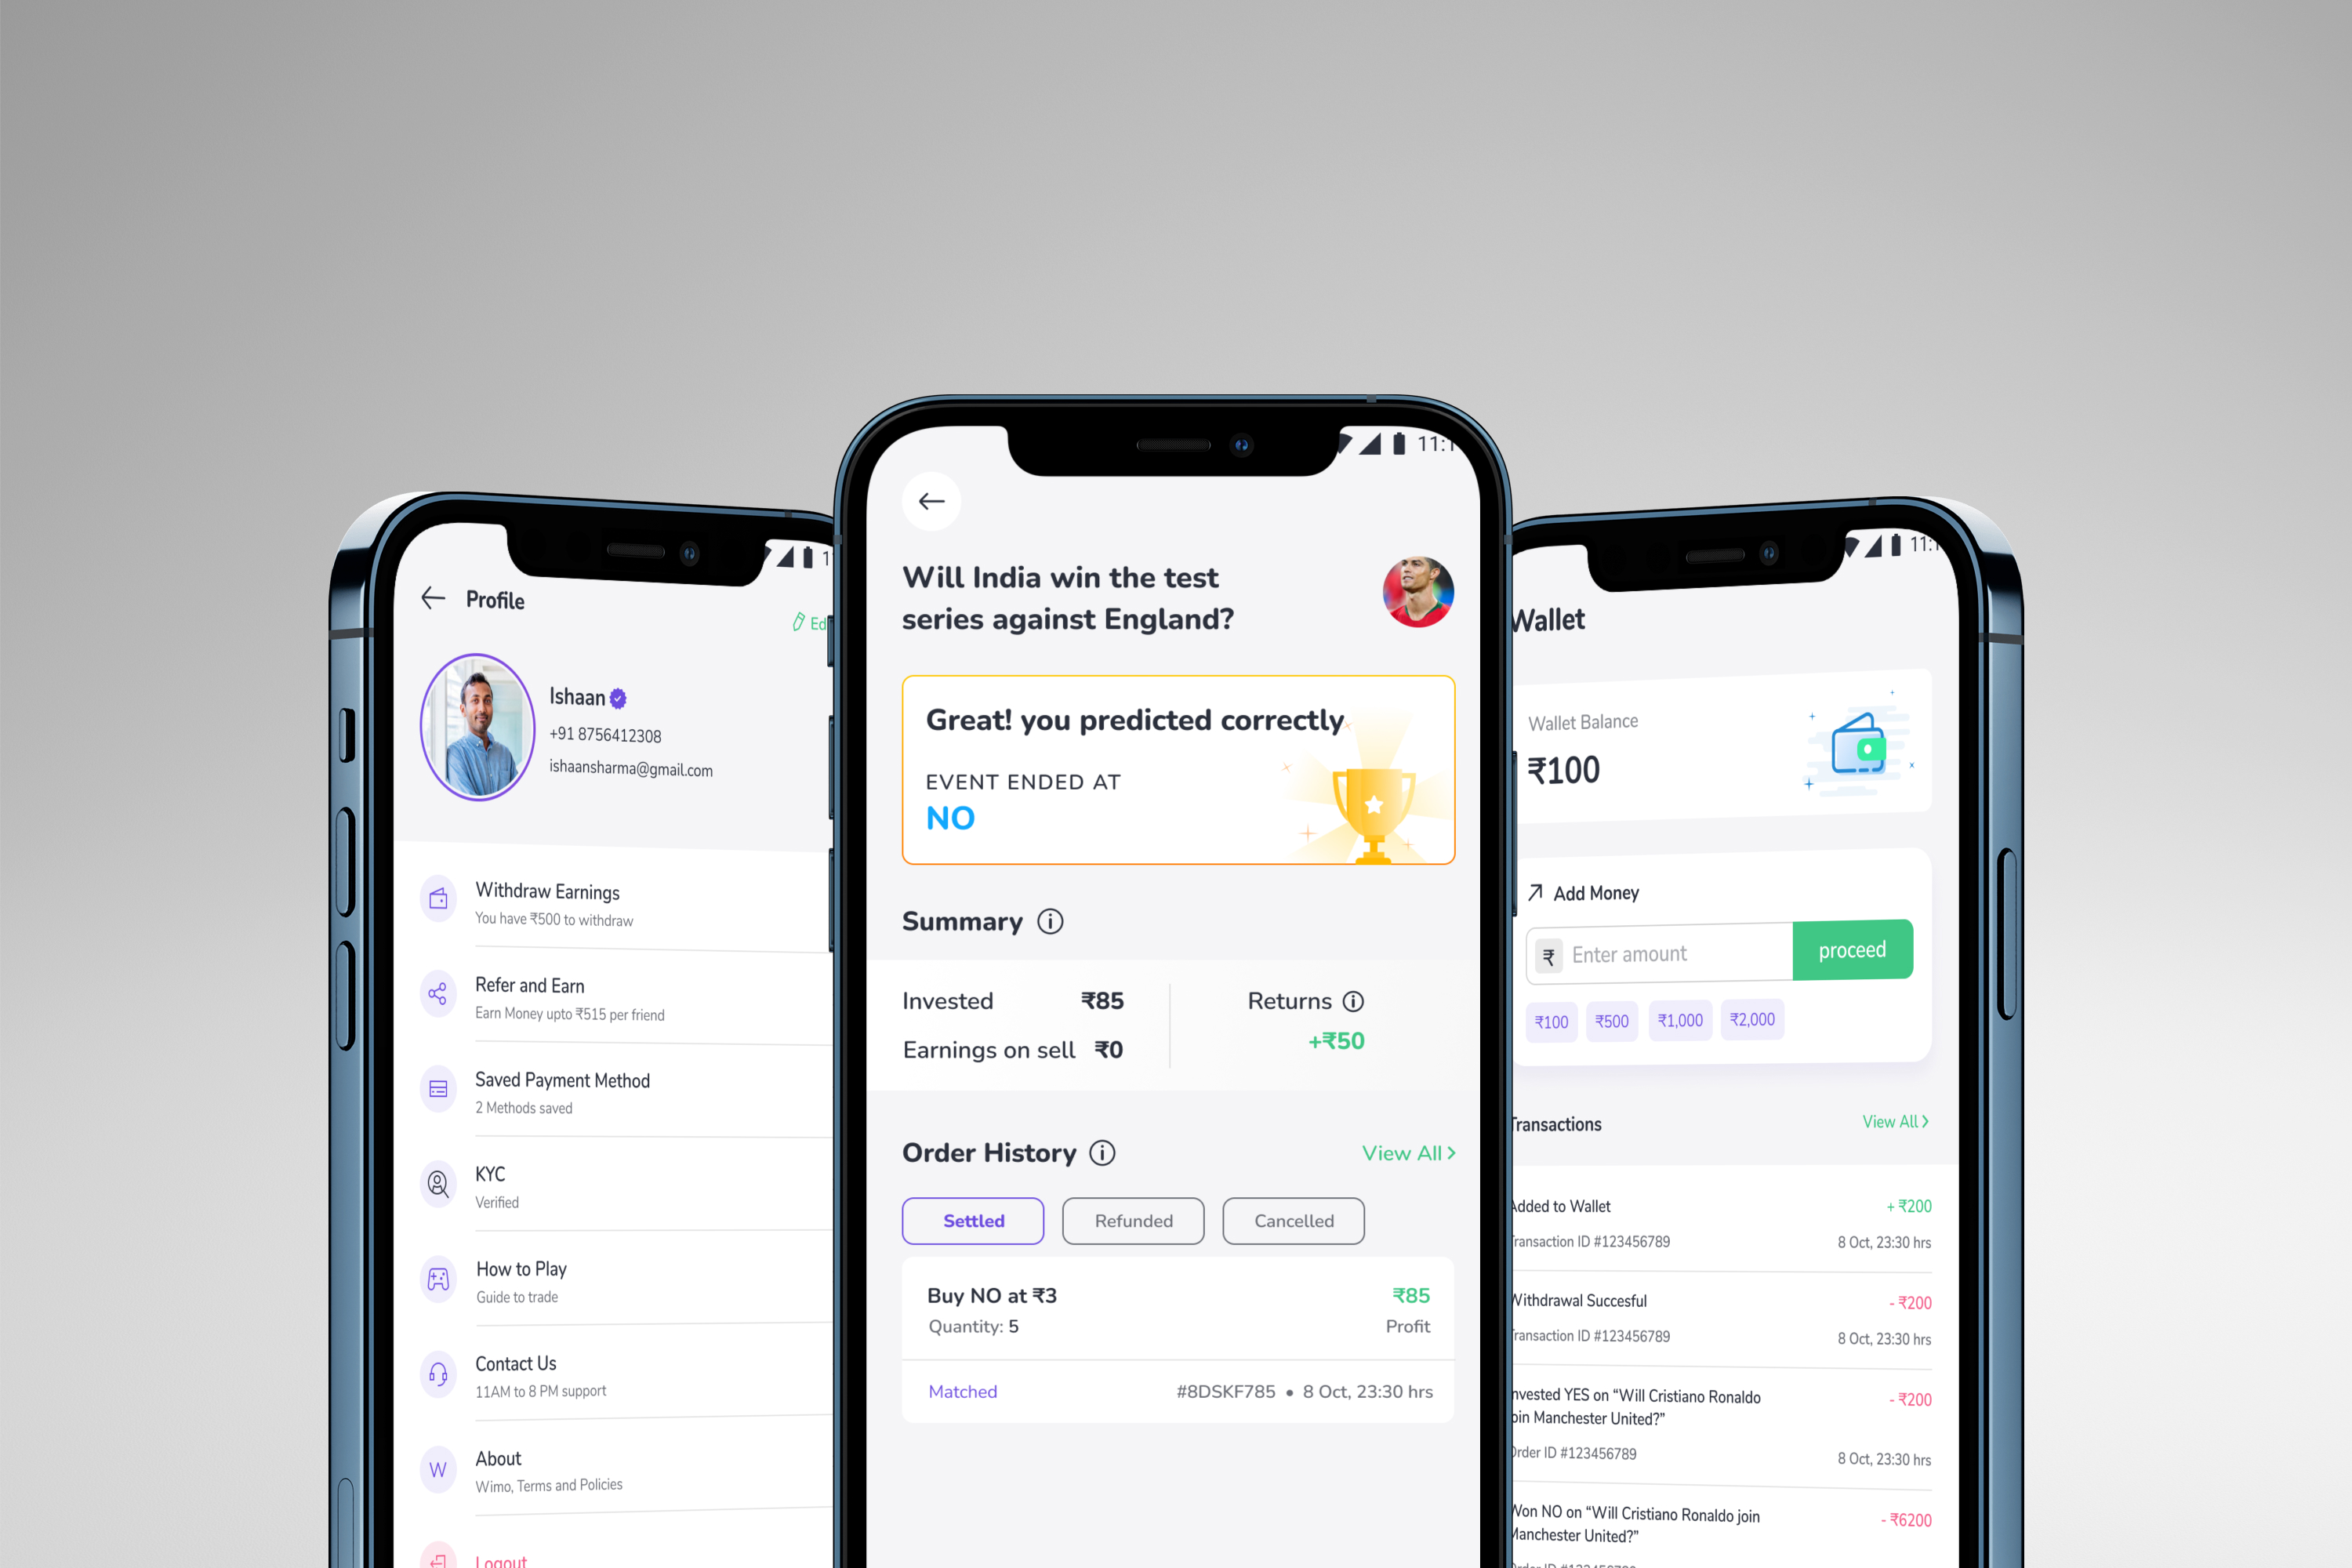 11:1
Profile
Ishaan
+91 8756412308
ishaansharma@gmail.com
Withdraw Earnings
You have ₹500 to withdraw
Refer and Earn
Earn Money upto ₹515 per friend
Saved Payment Method
2 Methods saved
KYC
Verified
How to Play
Guide to trade
Contact Us
11AM to 8 PM support
W
About
Wimo, Terms and Policies
Logout
Will India win the test
series against England?
Great! you predicted correctly
EVENT ENDED AT
NO
Summary
Invested ₹85
Earnings on sell ₹0
Returns
+₹50
Order History
View All
Settled
Refunded
Cancelled
Buy NO at ₹3
₹85
Quantity: 5
Profit
Matched
#8DSKF785 • 8 Oct, 23:30 hrs
11:1
Wallet
Wallet Balance
₹100
Add Money
₹ Enter amount
proceed
₹100
₹500
₹1,000
₹2,000
Transactions
View All
Added to Wallet
+ ₹200
Transaction ID #123456789
8 Oct, 23:30 hrs
Withdrawal Succesful
- ₹200
Transaction ID #123456789
8 Oct, 23:30 hrs
Invested YES on “Will Cristiano Ronaldo
join Manchester United?”
- ₹200
Order ID #123456789
8 Oct, 23:30 hrs
Won NO on “Will Cristiano Ronaldo join
Manchester United?”
- ₹6200